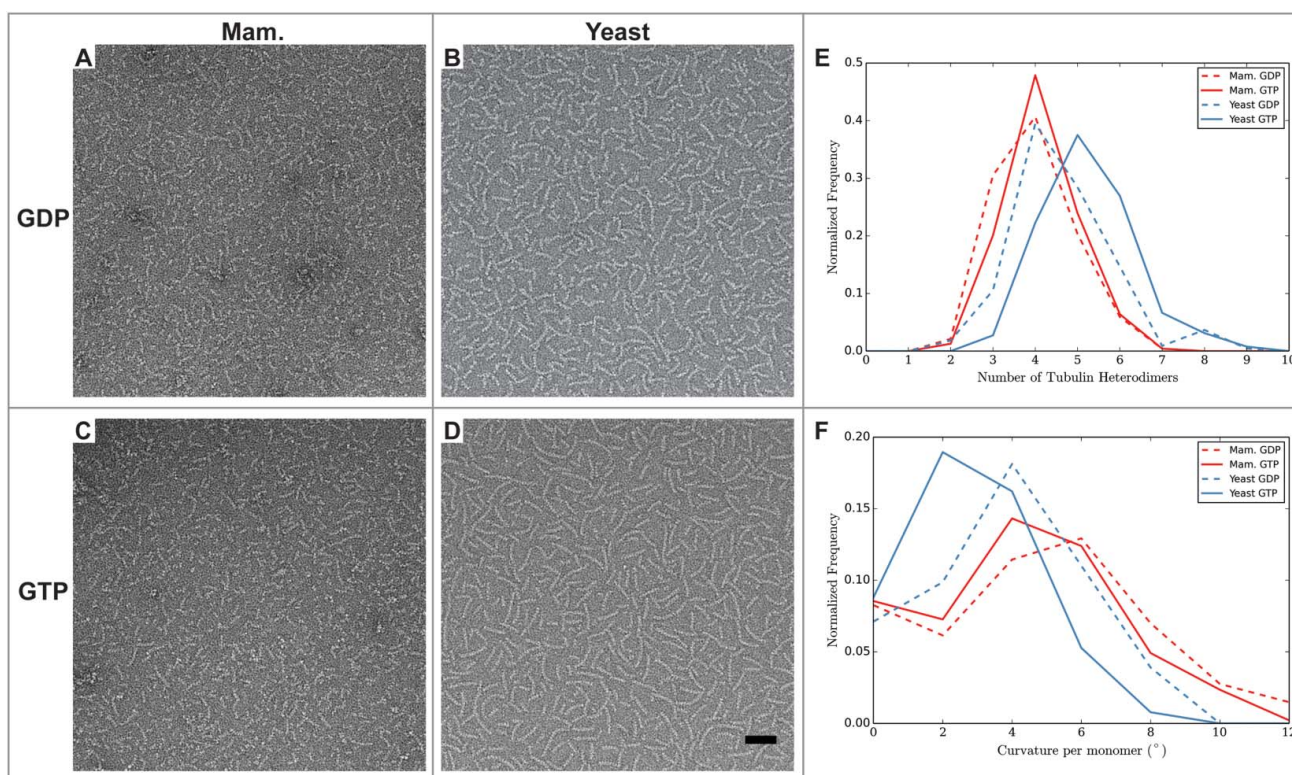 Mam.
Yeast
GDP
GTP
A
B
C
D
E
0.5
0.4
0.3
0.2
0.1
0.0
Normalized Frequency
0 1 2 3 4 5 6 7 8 9 10
Number of Tubulin Heterodimers
Mam. GDP
Mam. GTP
Yeast GDP
Yeast GTP
F
0.20
0.15
0.10
0.05
0.00
Normalized Frequency
0 2 4 6 8 10 12
Curvature per monomer (°)
Mam. GDP
Mam. GTP
Yeast GDP
Yeast GTP